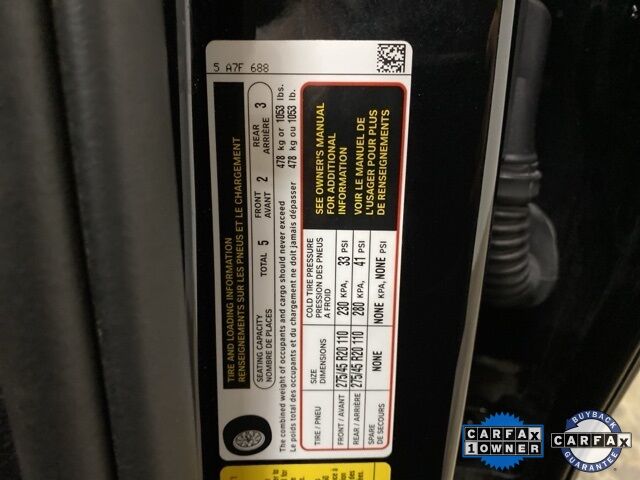 5 A7F 688
TIRE AND LOADING INFORMATION
RENSEIGNEMENTS SUR LES PNEUS ET LE CHARGEMENT
SEATING CAPACITY
NOMBRE DE PLACES
TOTAL 5
FRONT
AVANT
2
REAR
ARRIÈRE
3
The combined weight of occupants and cargo should never exceed 478 kg or 1053 lbs.
Le poids total des occupants et du chargement ne doit jamais dépasser 478 kg ou 1053 lb.
TIRE / PNEU
SIZE
DIMENSIONS
COLD TIRE PRESSURE
PRESSION DES PNEUS
A FROID
FRONT / AVANT 275/45 R20 110 230 KPA, 33 PSI
REAR / ARRIÈRE 275/45 R20 110 280 KPA, 41 PSI
SPARE
DE SECOURS
NONE
NONE KPA, NONE PSI
SEE OWNER'S MANUAL
FOR ADDITIONAL
INFORMATION
VOIR LE MANUEL DE
L'USAGER POUR PLUS
DE RENSEIGNEMENTS
CARFAX
1 OWNER
BUYBACK
CARFAX
GUARANTEE